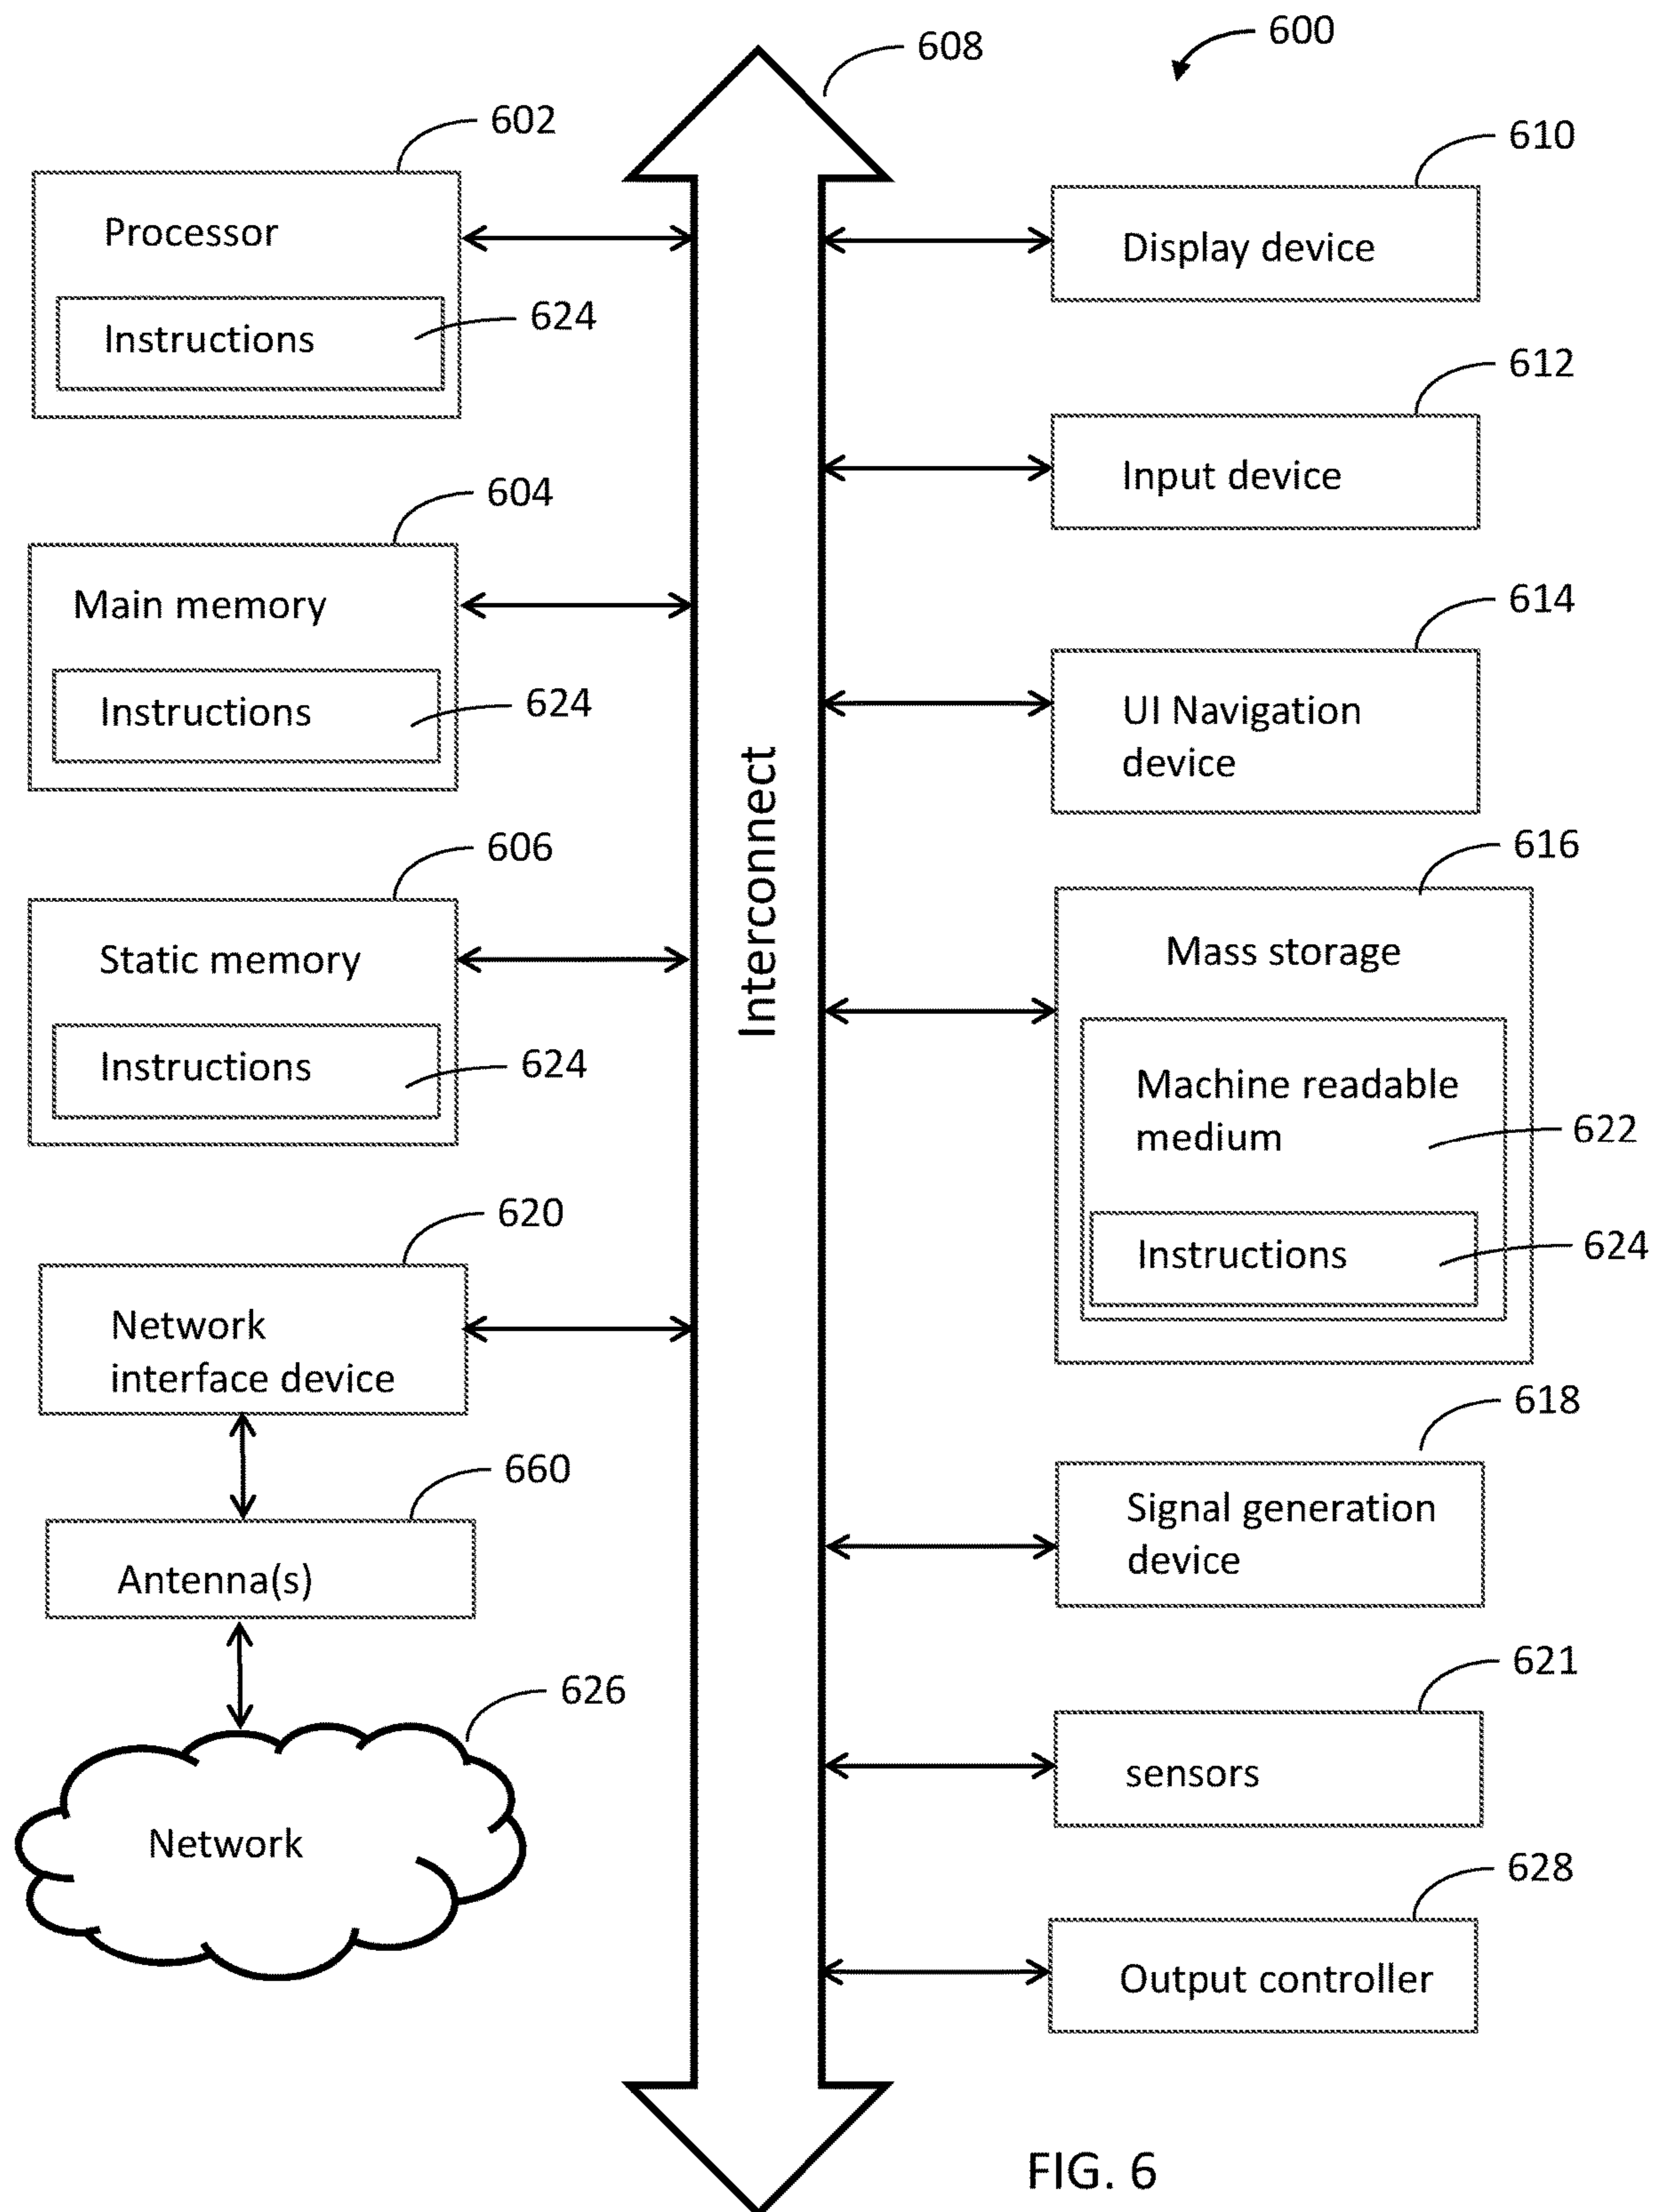 600
608
602
Processor
Instructions
624
604
Main memory
Instructions
624
606
Static memory
Instructions
624
620
Network
interface device
660
Antenna(s)
626
Network
Interconnect
610
Display device
612
Input device
614
UI Navigation
device
616
Mass storage
Machine readable
medium
622
Instructions
624
618
Signal generation
device
621
sensors
628
Output controller
FIG. 6